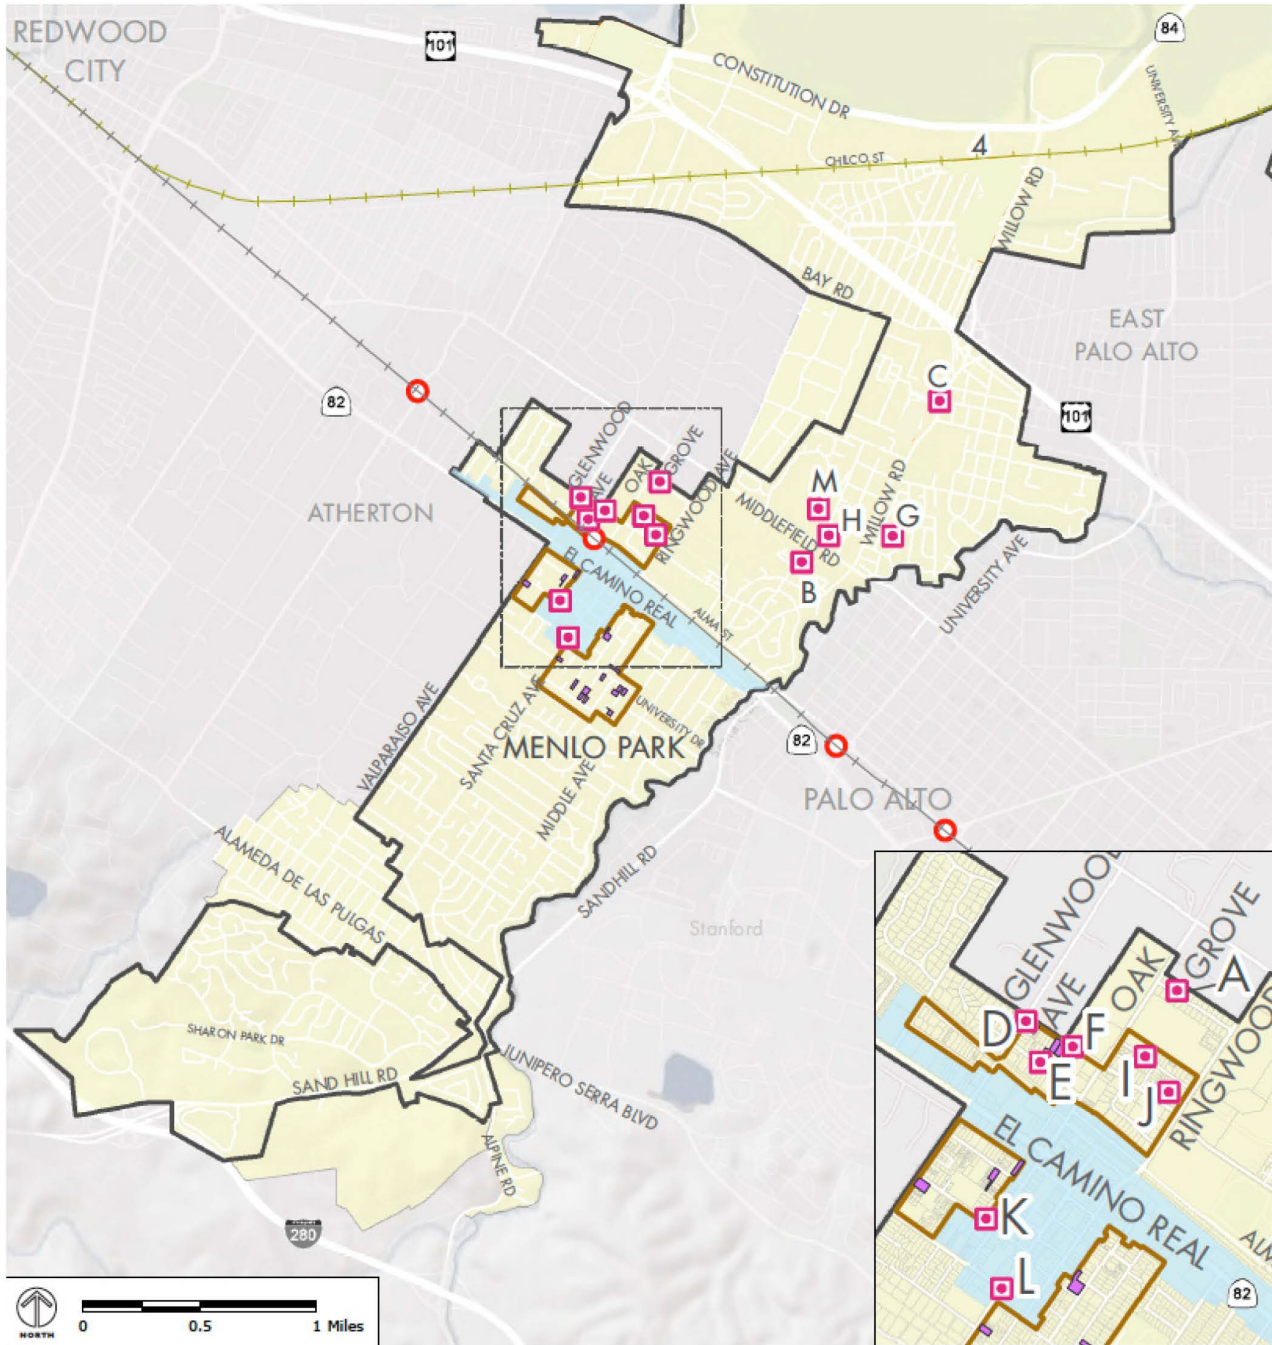 REDWOOD
CITY
101
84
CONSTITUTION DR
UNIVERSITY AVE
4
CHILCO ST
WILLOW RD
BAY RD
EAST
PALO ALTO
82
C
101
GLENWOOD
AVE
OAK
GROVE
RINGWOOD AVE
ATHERTON
M
MIDDLEFIELD RD
H
WILLOW RD
G
B
UNIVERSITY AVE
EL CAMINO REAL
ALMA ST
VALPARAISO AVE
SANTA CRUZ AVE
UNIVERSITY DR
MENLO PARK
MIDDLE AVE
82
PALO ALTO
ALAMEDA DE LAS PULGAS
SANDHILL RD
Stanford
SHARON PARK DR
SAND HILL RD
JUNIPERO SERRA BLVD
ALPINE RD
280
NORTH
0 0.5 1 Miles
GLENWOOD
AVE
OAK
GROVE
A
D
F
E
I
J
RINGWOOD
EL CAMINO REAL
K
L
ALM
82